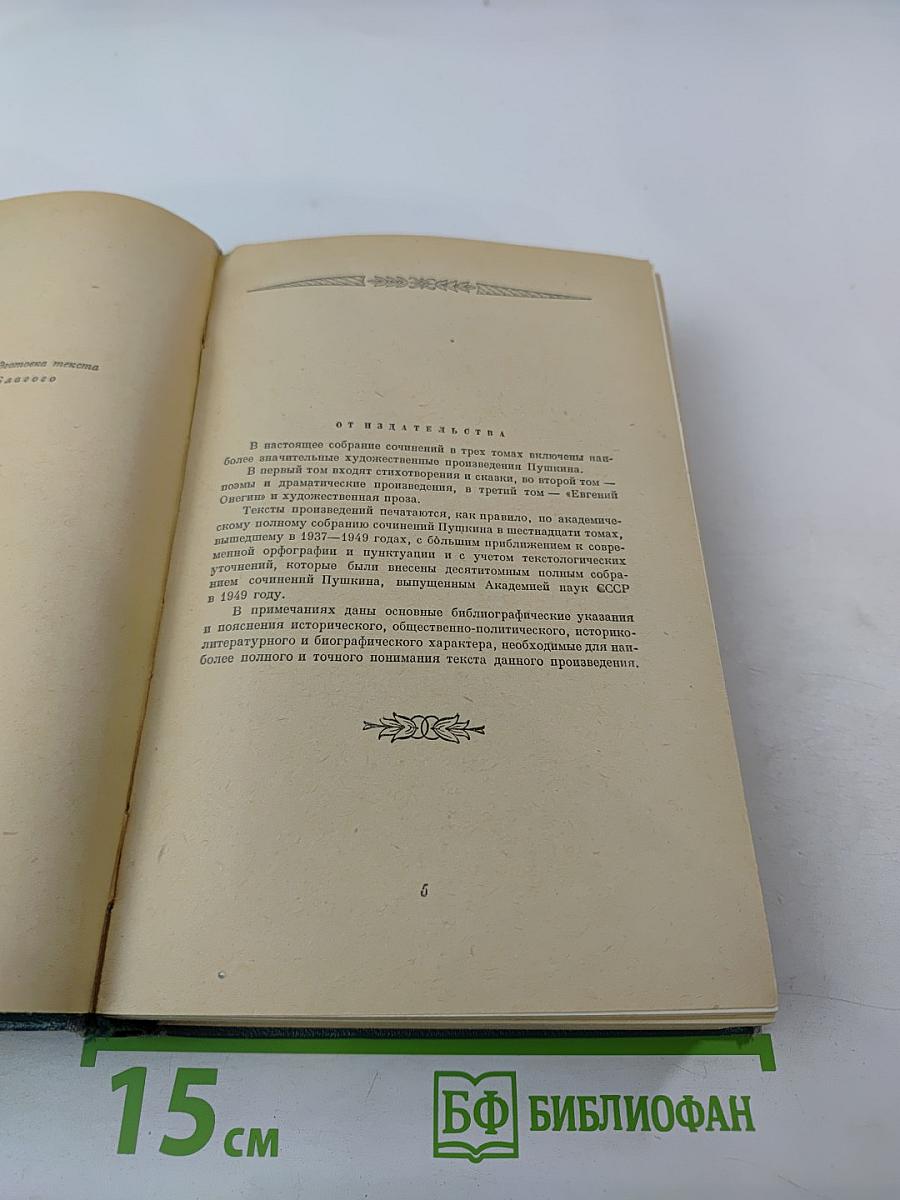 текста
Благого
ОТ ИЗДАТЕЛЬСТВА
В настоящее собрание сочинений в трех томах включены наи-
более значительные художественные произведения Пушкина.
В первый том входят стихотворения и сказки, во второй том —
поэмы и драматические произведения, в третий том — «Евгений
Онегин» и художественная проза.
Тексты произведений печатаются, как правило, по академиче-
скому полному собранию сочинений Пушкина в шестнадцати томах,
вышедшему в 1937—1949 годах, с бо́льшим приближением к совре-
менной орфографии и пунктуации и с учетом текстологических
уточнений, которые были внесены десятитомным полным собра-
нием сочинений Пушкина, выпущенным Академией наук СССР
в 1949 году.
В примечаниях даны основные библиографические указания
и пояснения исторического, общественно-политического, историко-
литературного и биографического характера, необходимые для наи-
более полного и точного понимания текста данного произведения.
5
15 см
БФ БИБЛИОФАН